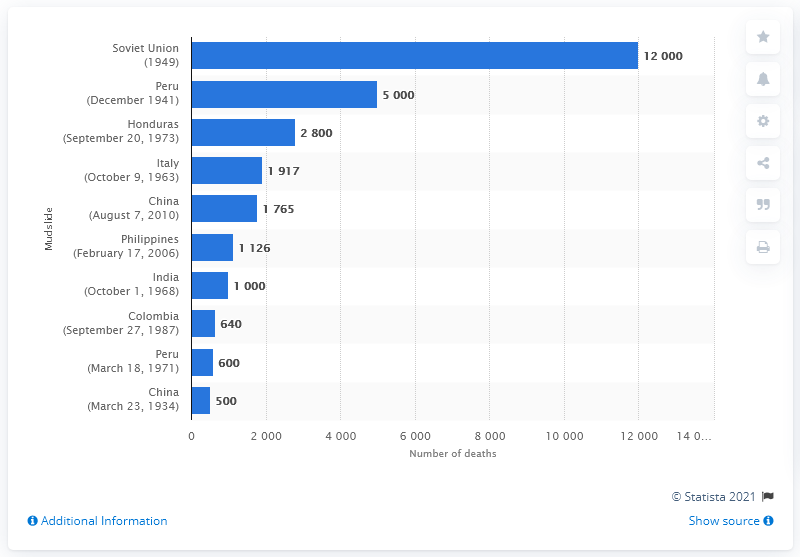 Mudslide
Soviet Union
(1949)
12 000
Peru
(December 1941)
5 000
Honduras
(September 20, 1973)
2 800
Italy
(October 9, 1963)
1 917
China
(August 7, 2010)
1 765
Philippines
(February 17, 2006)
1 126
India
(October 1, 1968)
1 000
Colombia
(September 27, 1987)
640
Peru
(March 18, 1971)
600
China
(March 23, 1934)
500
0 2 000 4 000 6 000 8 000 10 000 12 000 14 0...
Number of deaths
© Statista 2021
Additional Information
Show source